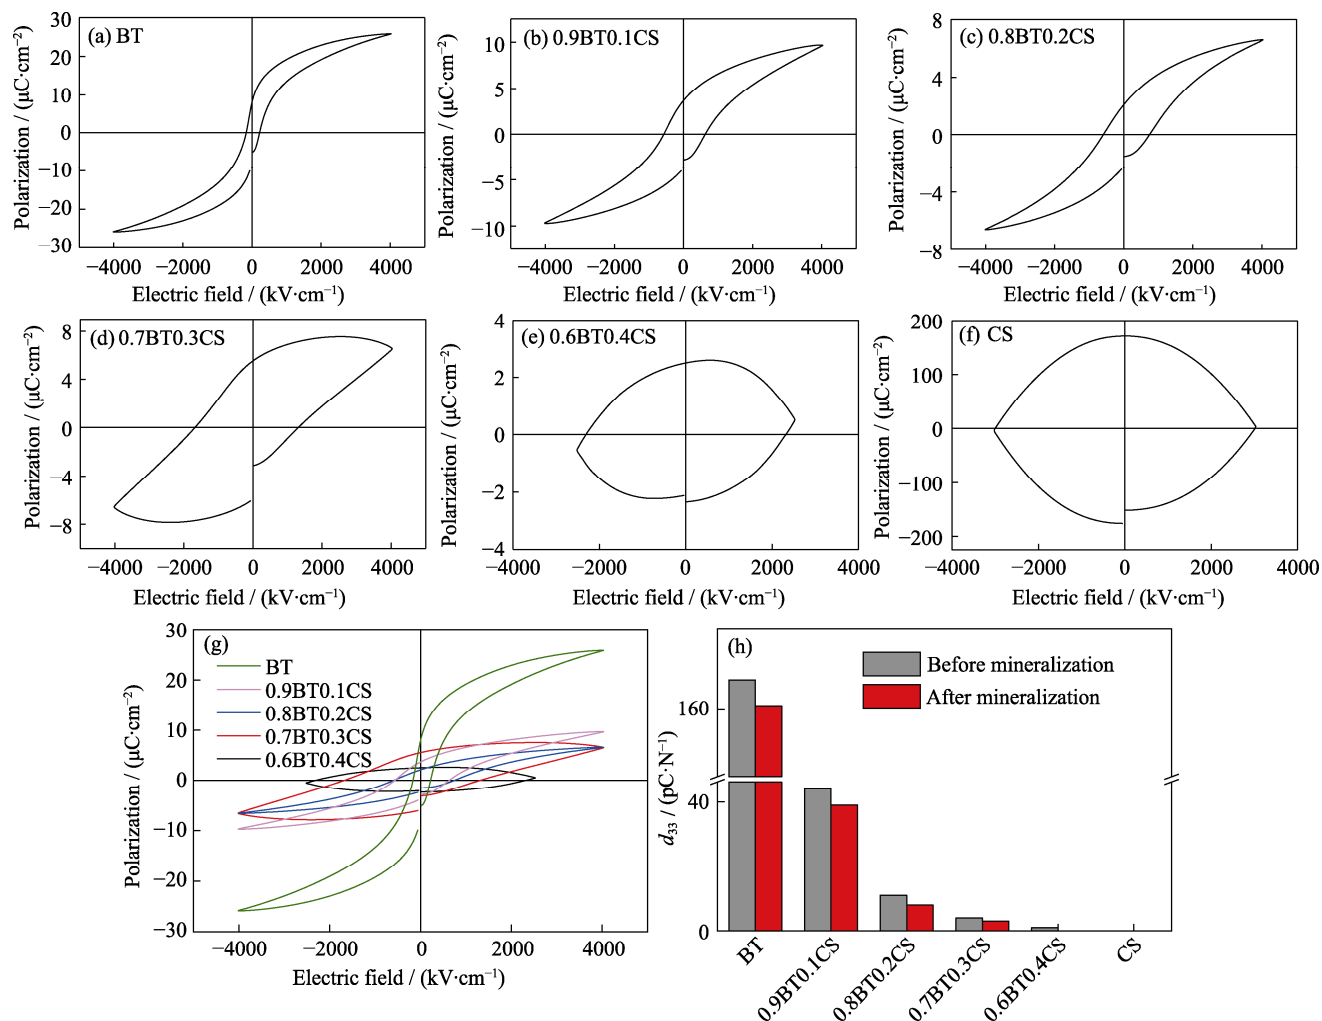 (a) BT
30
20
10
0
−10
−20
−30
−4000 −2000 0 2000 4000
Electric field / (kV·cm⁻¹)
Polarization / (μC·cm⁻²)
(b) 0.9BT0.1CS
10
5
0
−5
−10
−4000 −2000 0 2000 4000
Electric field / (kV·cm⁻¹)
Polarization / (μC·cm⁻²)
(c) 0.8BT0.2CS
8
4
0
−4
−8
−4000 −2000 0 2000 4000
Electric field / (kV·cm⁻¹)
Polarization / (μC·cm⁻²)
(d) 0.7BT0.3CS
8
4
0
−4
−8
−4000 −2000 0 2000 4000
Electric field / (kV·cm⁻¹)
Polarization / (μC·cm⁻²)
(e) 0.6BT0.4CS
4
2
0
−2
−4
−4000 −2000 0 2000 4000
Electric field / (kV·cm⁻¹)
Polarization / (μC·cm⁻²)
(f) CS
200
100
0
−100
−200
−4000 −2000 0 2000 4000
Electric field / (kV·cm⁻¹)
Polarization / (μC·cm⁻²)
(g)
BT
0.9BT0.1CS
0.8BT0.2CS
0.7BT0.3CS
0.6BT0.4CS
30
20
10
0
−10
−20
−30
−4000 −2000 0 2000 4000
Electric field / (kV·cm⁻¹)
Polarization / (μC·cm⁻²)
(h)
Before mineralization
After mineralization
160
40
0
d₃₃ / (pC·N⁻¹)
BT
0.9BT0.1CS
0.8BT0.2CS
0.7BT0.3CS
0.6BT0.4CS
CS